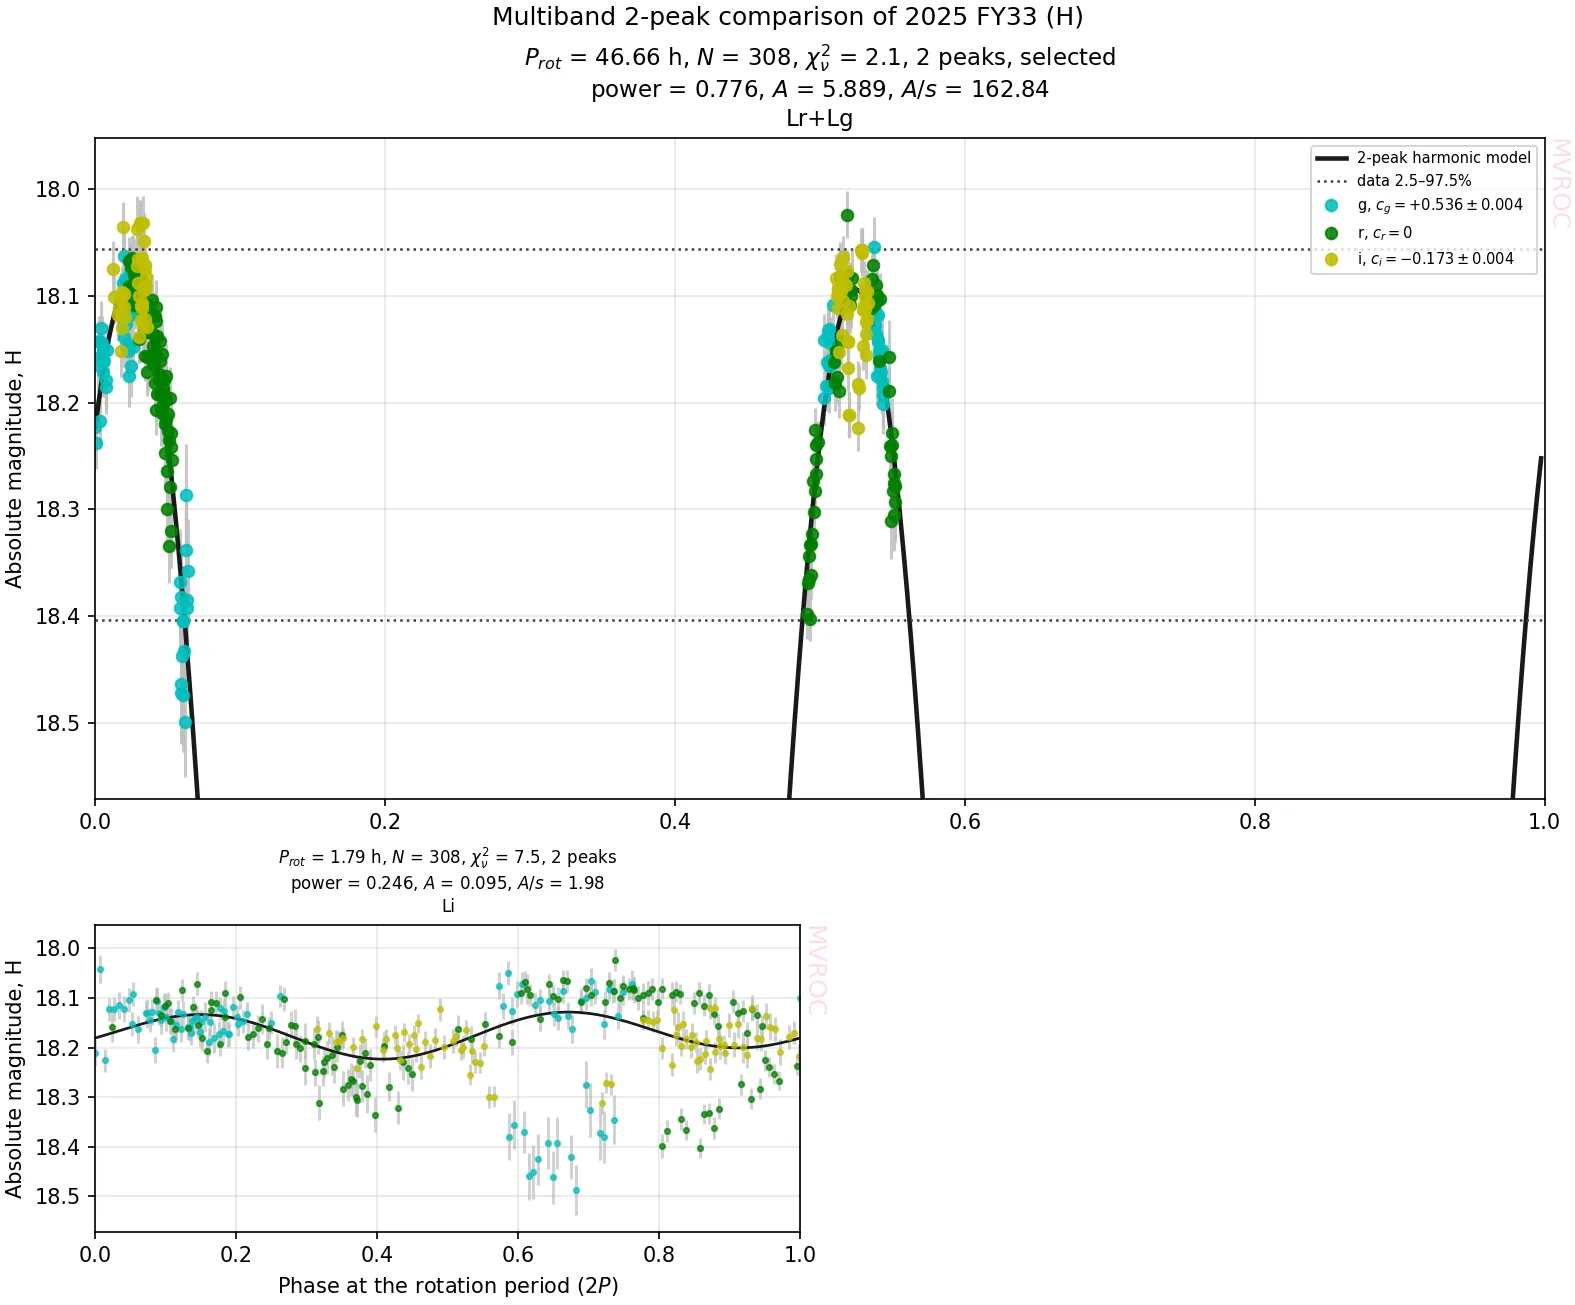 Multiband 2-peak comparison of 2025 FY33 (H)
P_rot = 46.66 h, N = 308, χ²_ν = 2.1, 2 peaks, selected
power = 0.776, A = 5.889, A/s = 162.84
Lr+Lg
MVROC
2-peak harmonic model
data 2.5–97.5%
g, c_g = +0.536 ± 0.004
r, c_r = 0
i, c_i = −0.173 ± 0.004
Absolute magnitude, H
18.0
18.1
18.2
18.3
18.4
18.5
0.0 0.2 0.4 0.6 0.8 1.0
P_rot = 1.79 h, N = 308, χ²_ν = 7.5, 2 peaks
power = 0.246, A = 0.095, A/s = 1.98
Li
MVROC
Absolute magnitude, H
18.0
18.1
18.2
18.3
18.4
18.5
0.0 0.2 0.4 0.6 0.8 1.0
Phase at the rotation period (2P)